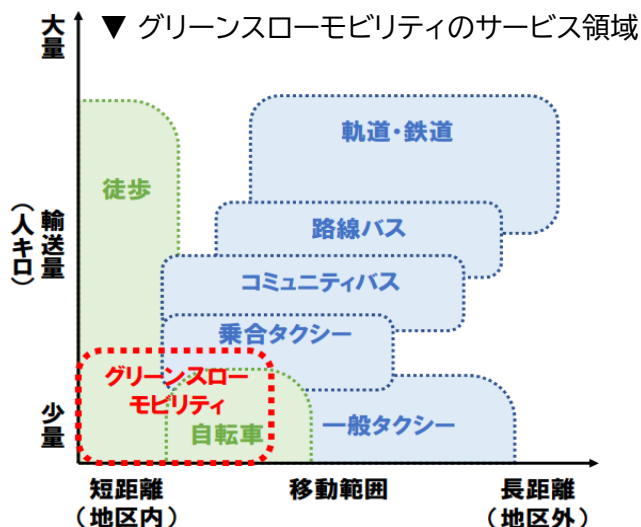 ▼ グリーンスローモビリティのサービス領域
大量
輸送量
（人キロ）
少量
徒歩
軌道・鉄道
路線バス
コミュニティバス
乗合タクシー
グリーンスロー
モビリティ
自転車
一般タクシー
短距離
（地区内）
移動範囲
長距離
（地区外）